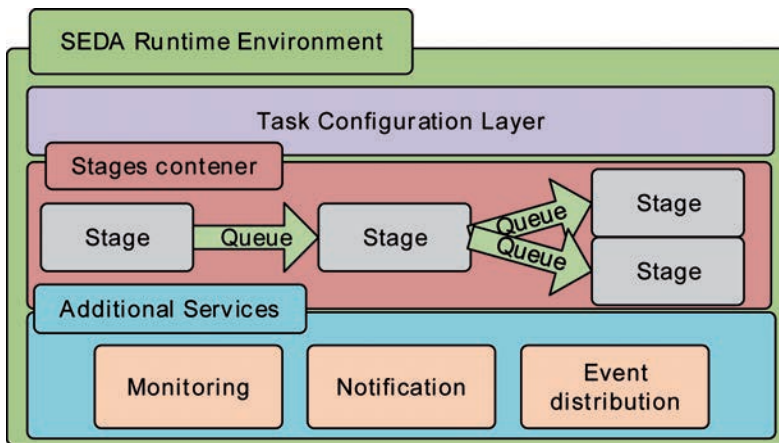 SEDA Runtime Environment
Task Configuration Layer
Stages contener
Stage
Queue
Stage
Queue
Queue
Stage
Stage
Additional Services
Monitoring
Notification
Event
distribution